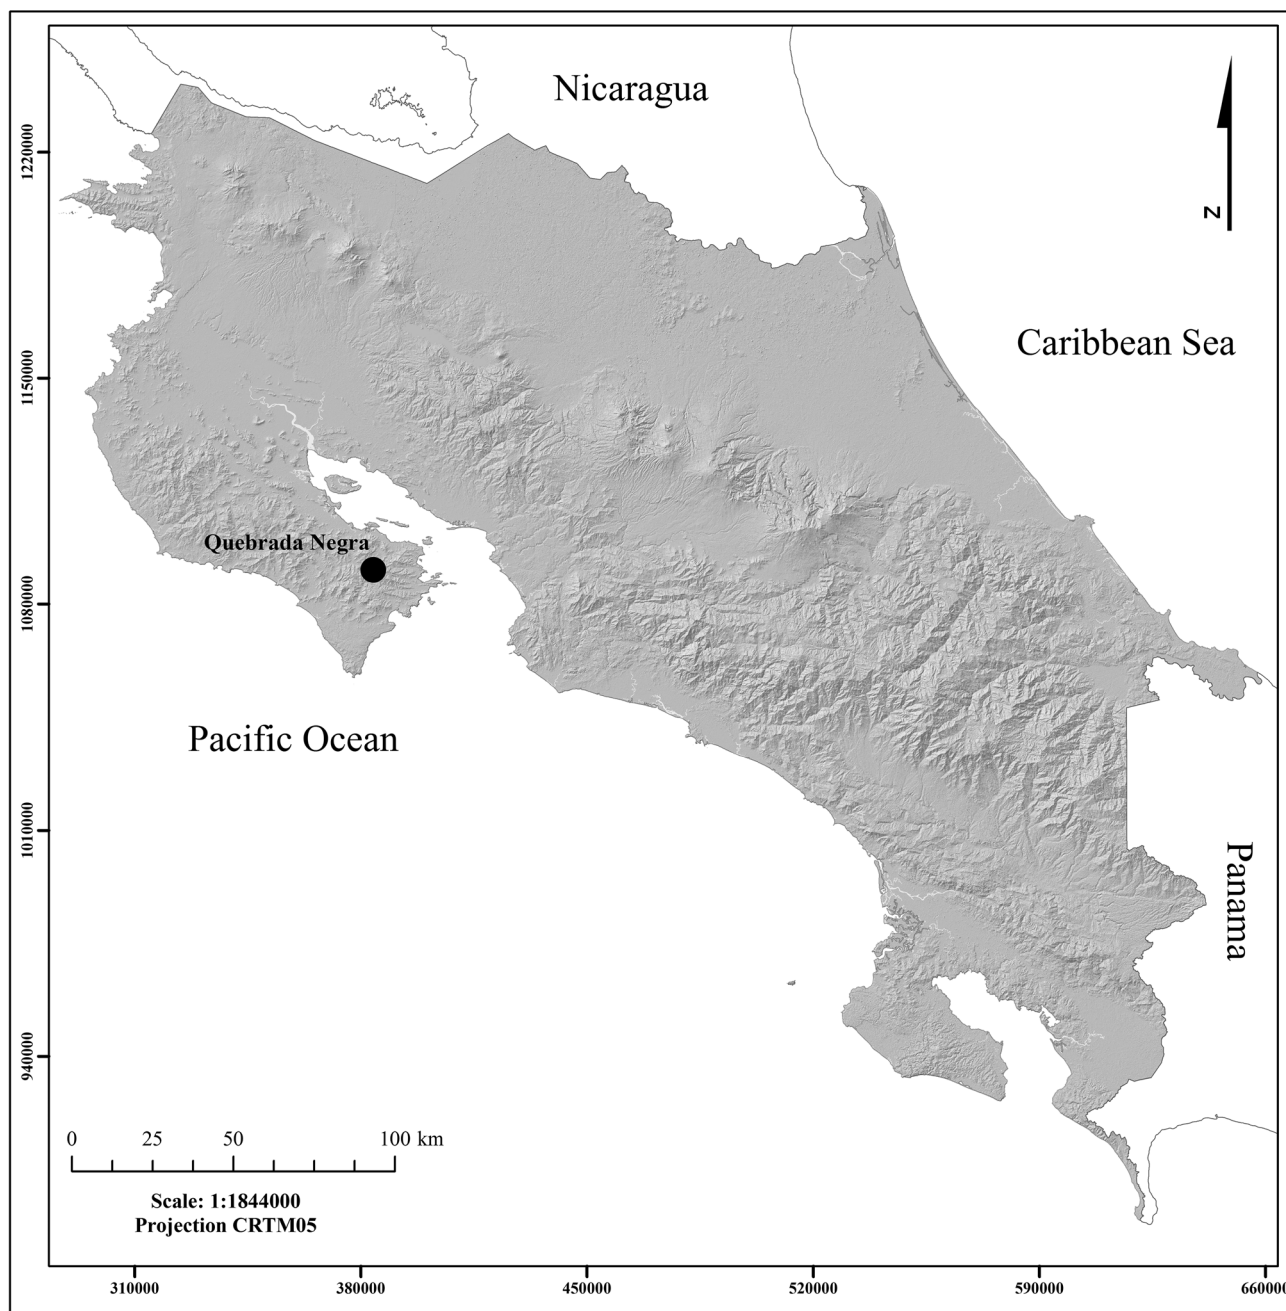 Nicaragua
N
1220000
Caribbean Sea
1150000
Quebrada Negra
1080000
Pacific Ocean
1010000
Panama
940000
0 25 50 100 km
Scale: 1:1844000
Projection CRTM05
310000 380000 450000 520000 590000 660000